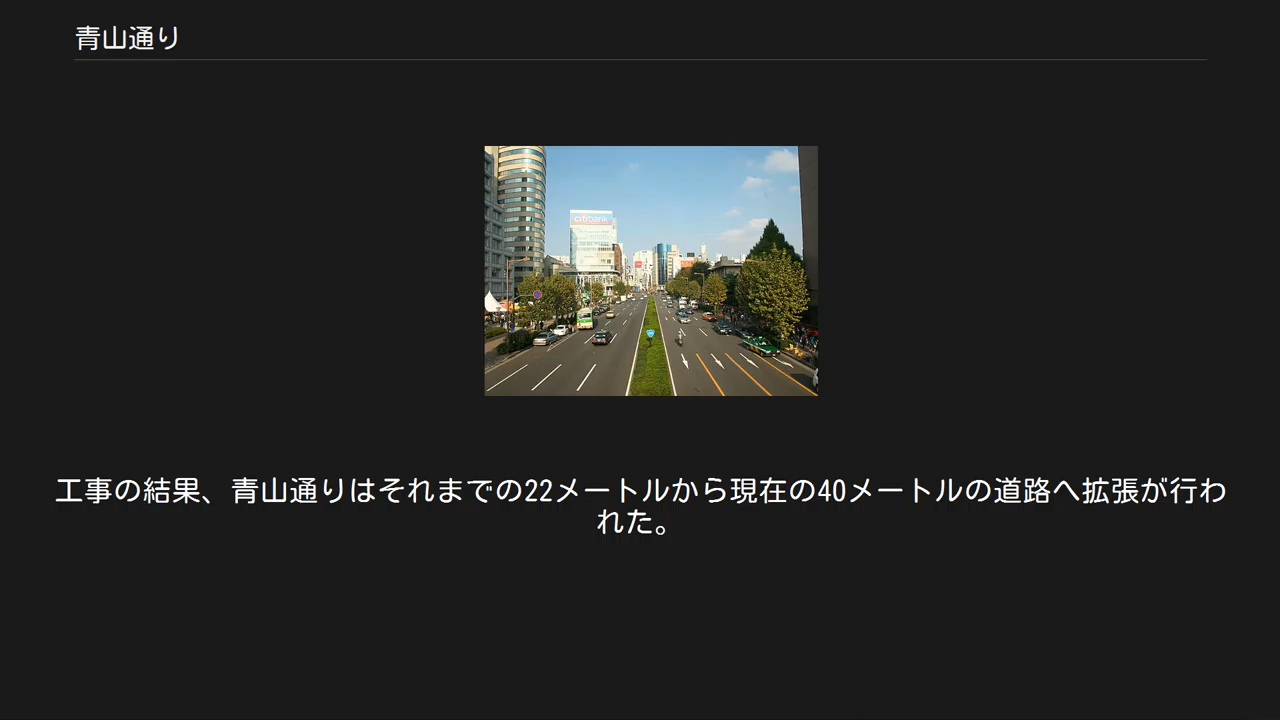 青山通り
citibank
工事の結果、青山通りはそれまでの22メートルから現在の40メートルの道路へ拡張が行わ
れた。